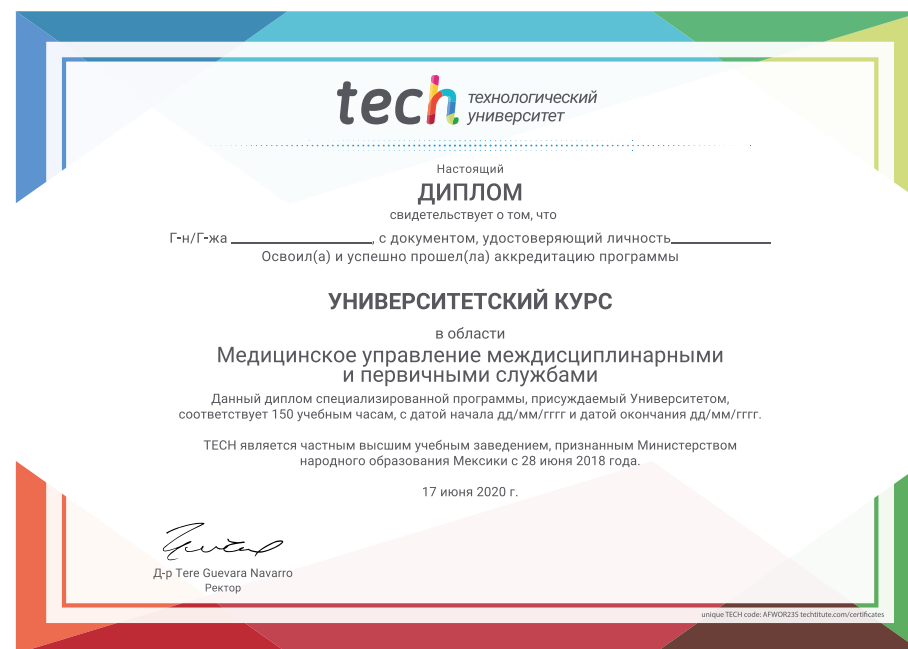 tech технологический
университет
Настоящий
ДИПЛОМ
свидетельствует о том, что
Г-н/Г-жа ____________________, с документом, удостоверяющий личность______________
Освоил(а) и успешно прошел(ла) аккредитацию программы
УНИВЕРСИТЕТСКИЙ КУРС
в области
Медицинское управление междисциплинарными
и первичными службами
Данный диплом специализированной программы, присуждаемый Университетом,
соответствует 150 учебным часам, с датой начала дд/мм/гггг и датой окончания дд/мм/гггг.
TECH является частным высшим учебным заведением, признанным Министерством
народного образования Мексики с 28 июня 2018 года.
17 июня 2020 г.
Д-р Tere Guevara Navarro
Ректор
unique TECH code: AFWOR235 techtitute.com/certificates